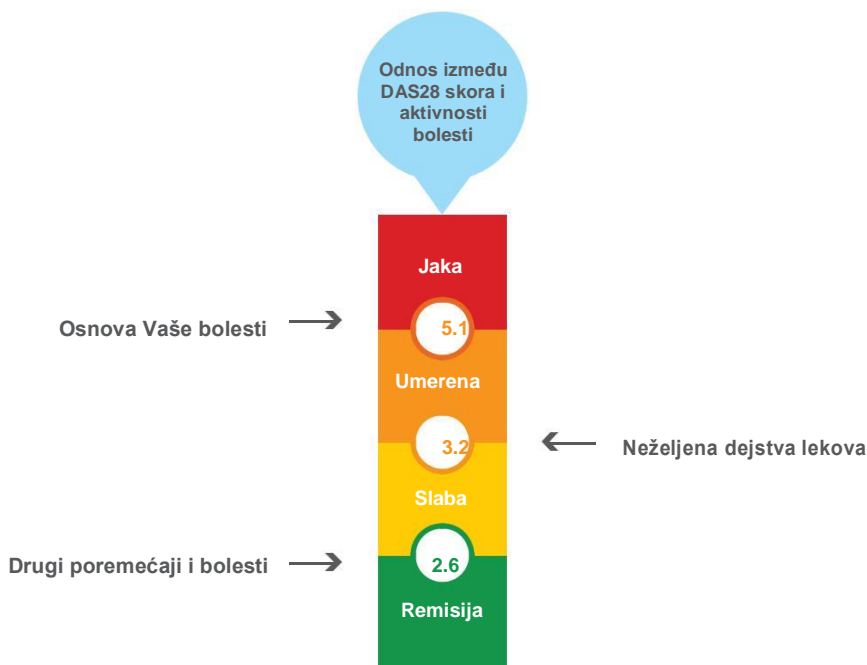 Odnos između
DAS28 skora i
aktivnosti
bolesti
Jaka
Osnova Vaše bolesti
5.1
Umerena
3.2
Neželjena dejstva lekova
Slaba
Drugi poremećaji i bolesti
2.6
Remisija